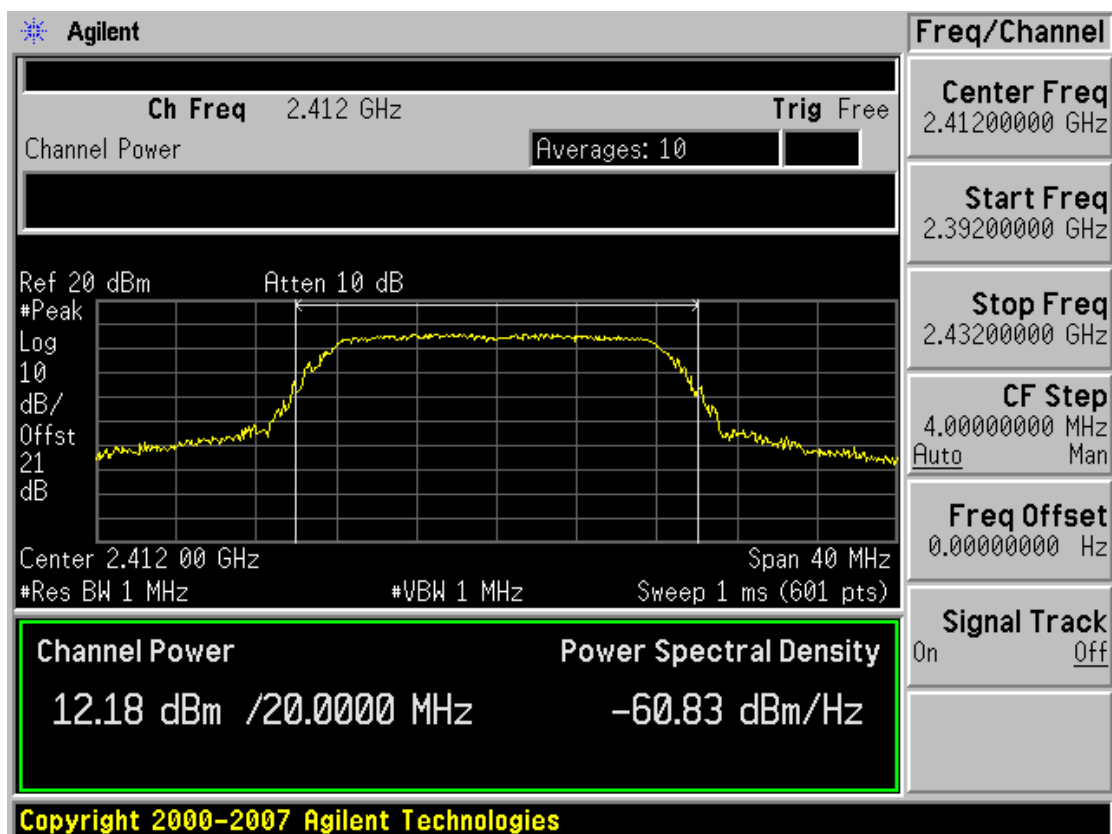 Agilent
Freq/Channel
Ch Freq 2.412 GHz Trig Free
Channel Power Averages: 10
Ref 20 dBm Atten 10 dB
#Peak
Log
10
dB/
Offst
21
dB
Center 2.412 00 GHz Span 40 MHz
#Res BW 1 MHz #VBW 1 MHz Sweep 1 ms (601 pts)
Channel Power Power Spectral Density
12.18 dBm /20.0000 MHz -60.83 dBm/Hz
Center Freq
2.41200000 GHz
Start Freq
2.39200000 GHz
Stop Freq
2.43200000 GHz
CF Step
4.00000000 MHz
Auto Man
Freq Offset
0.00000000 Hz
Signal Track
On Off
Copyright 2000-2007 Agilent Technologies